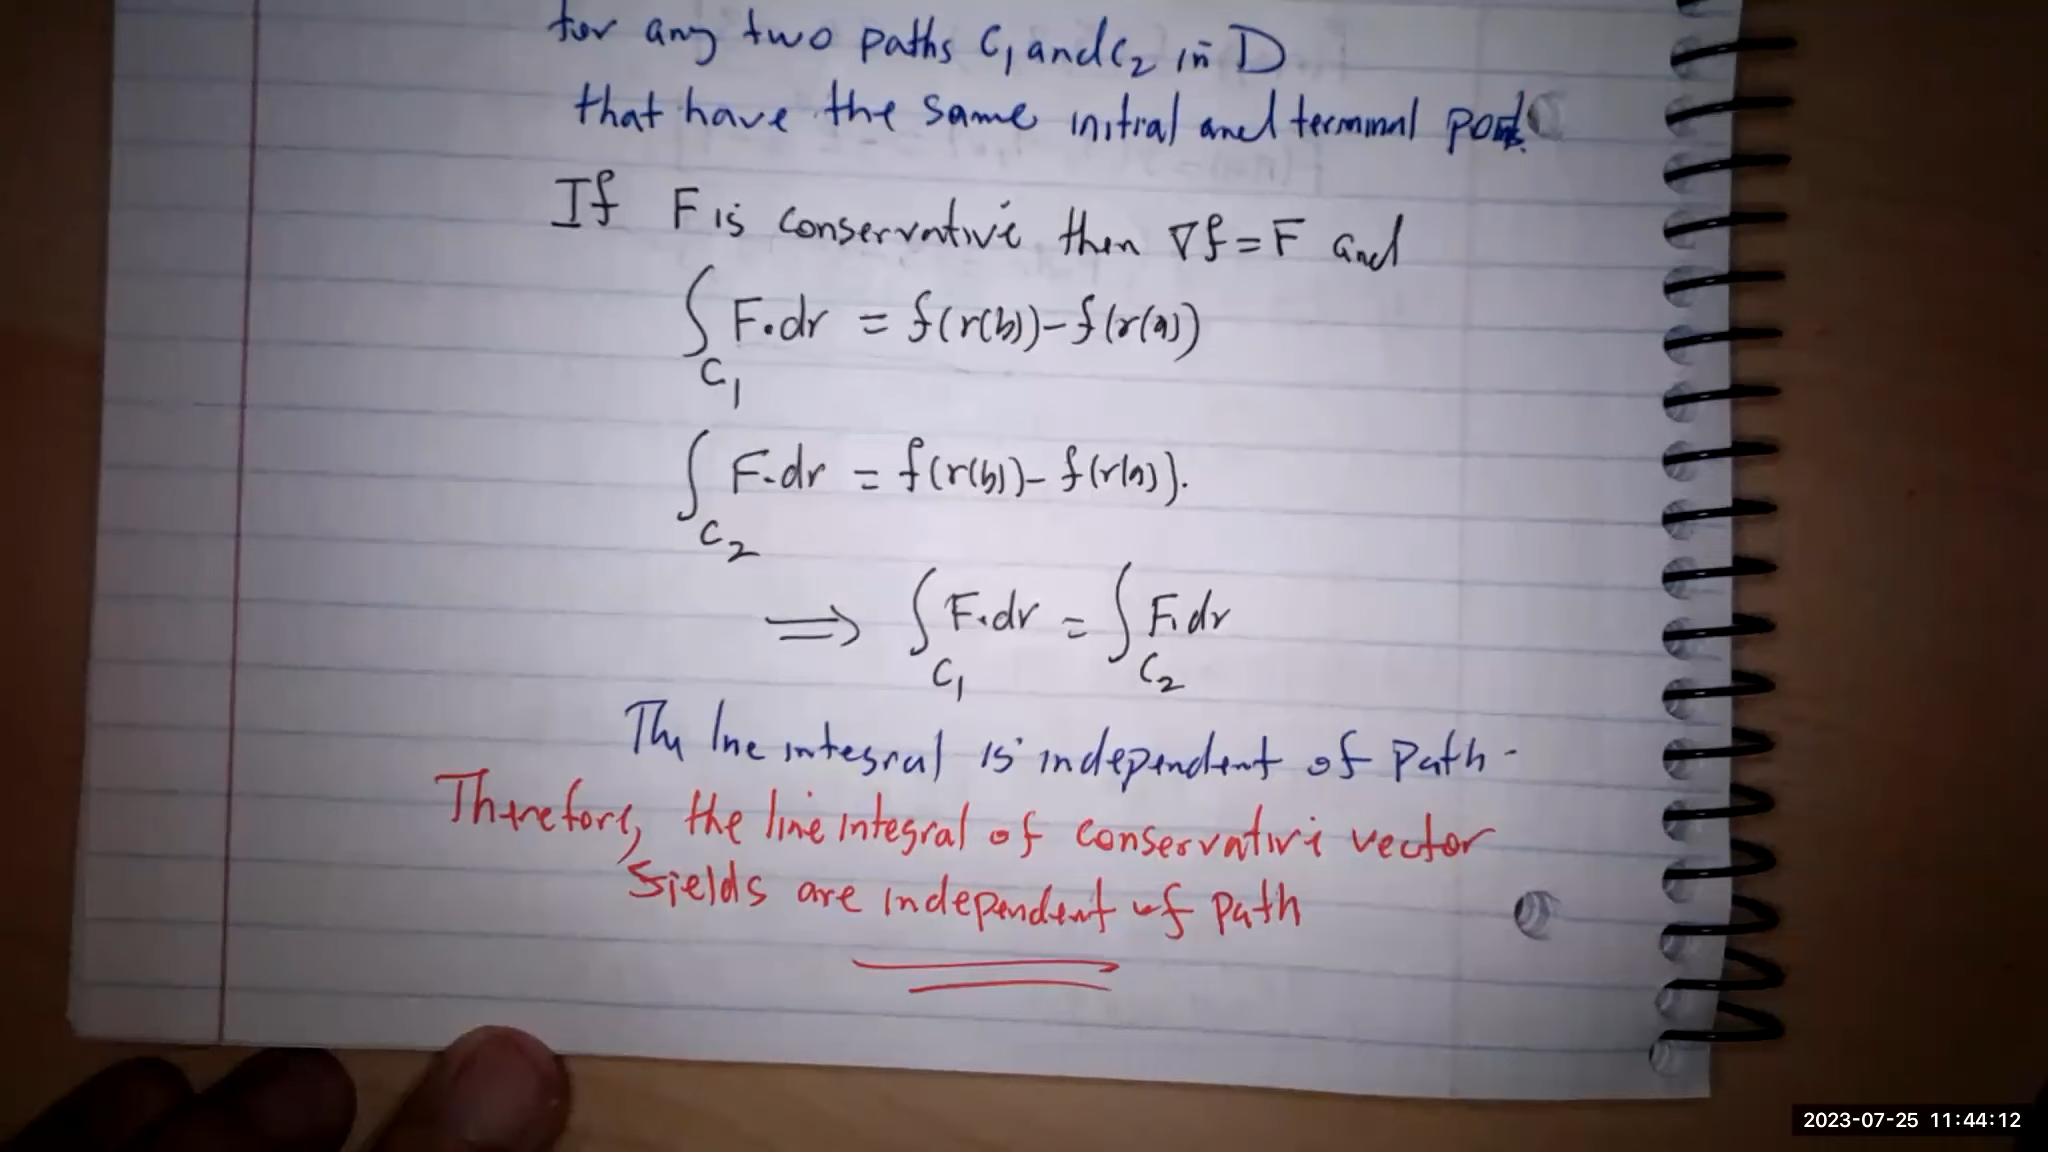 for any two paths C₁ and C₂ in D
that have the same initial and terminal point.
If F is conservative then ∇f = F and
∫_{C₁} F·dr = f(r(b)) - f(r(a))
∫_{C₂} F·dr = f(r(b)) - f(r(a)).
⟹ ∫_{C₁} F·dr = ∫_{C₂} F·dr
The line integral is independent of path.
Therefore, the line integral of conservative vector
fields are independent of path
2023-07-25 11:44:12